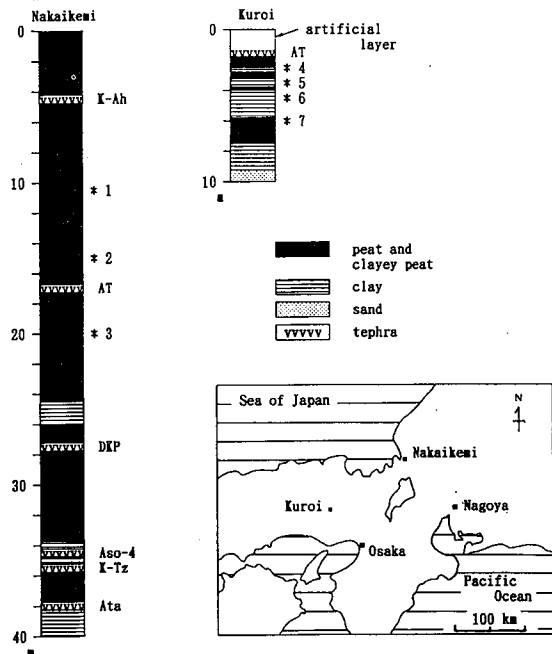 Nakaikemi
0
K-Ah
10
* 1
* 2
AT
* 3
20
DKP
30
Aso-4
K-Tz
Ata
40
m
Kuroi
0
artificial
layer
AT
* 4
* 5
* 6
* 7
10
m
peat and
clayey peat
clay
sand
vvvvv tephra
Sea of Japan
N
Nakaikemi
Kuroi
Nagoya
Osaka
Pacific
Ocean
100 km